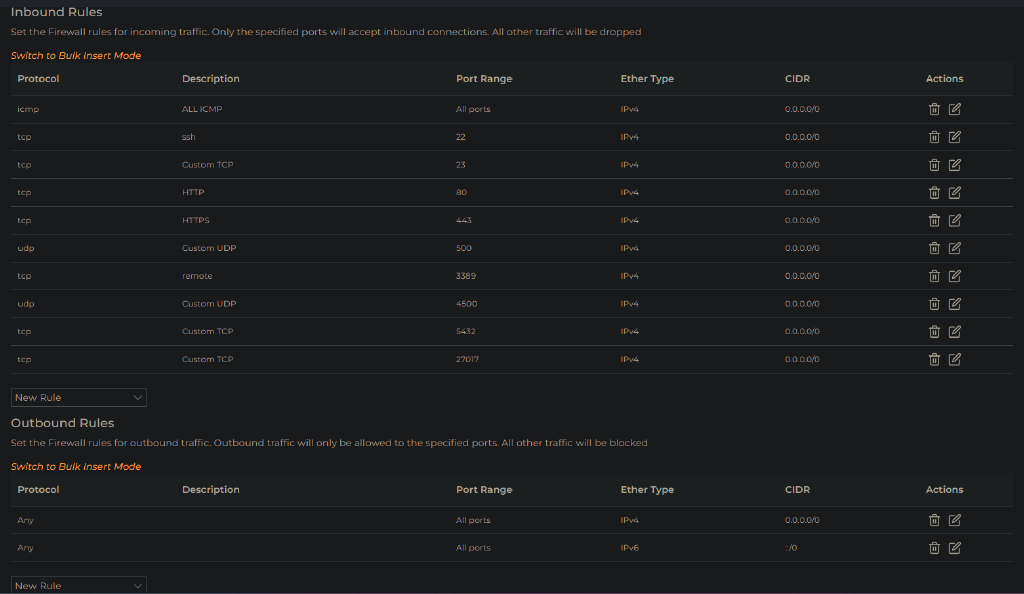 Inbound Rules
Set the Firewall rules for incoming traffic. Only the specified ports will accept inbound connections. All other traffic will be dropped
Switch to Bulk Insert Mode
Protocol Description Port Range Ether Type CIDR Actions
icmp ALL ICMP All ports IPv4 0.0.0.0/0
tcp ssh 22 IPv4 0.0.0.0/0
tcp Custom TCP 23 IPv4 0.0.0.0/0
tcp HTTP 80 IPv4 0.0.0.0/0
tcp HTTPS 443 IPv4 0.0.0.0/0
udp Custom UDP 500 IPv4 0.0.0.0/0
tcp remote 3389 IPv4 0.0.0.0/0
udp Custom UDP 4500 IPv4 0.0.0.0/0
tcp Custom TCP 5432 IPv4 0.0.0.0/0
tcp Custom TCP 27017 IPv4 0.0.0.0/0
New Rule
Outbound Rules
Set the Firewall rules for outbound traffic. Outbound traffic will only be allowed to the specified ports. All other traffic will be blocked
Switch to Bulk Insert Mode
Protocol Description Port Range Ether Type CIDR Actions
Any All ports IPv4 0.0.0.0/0
Any All ports IPv6 ::/0
New Rule